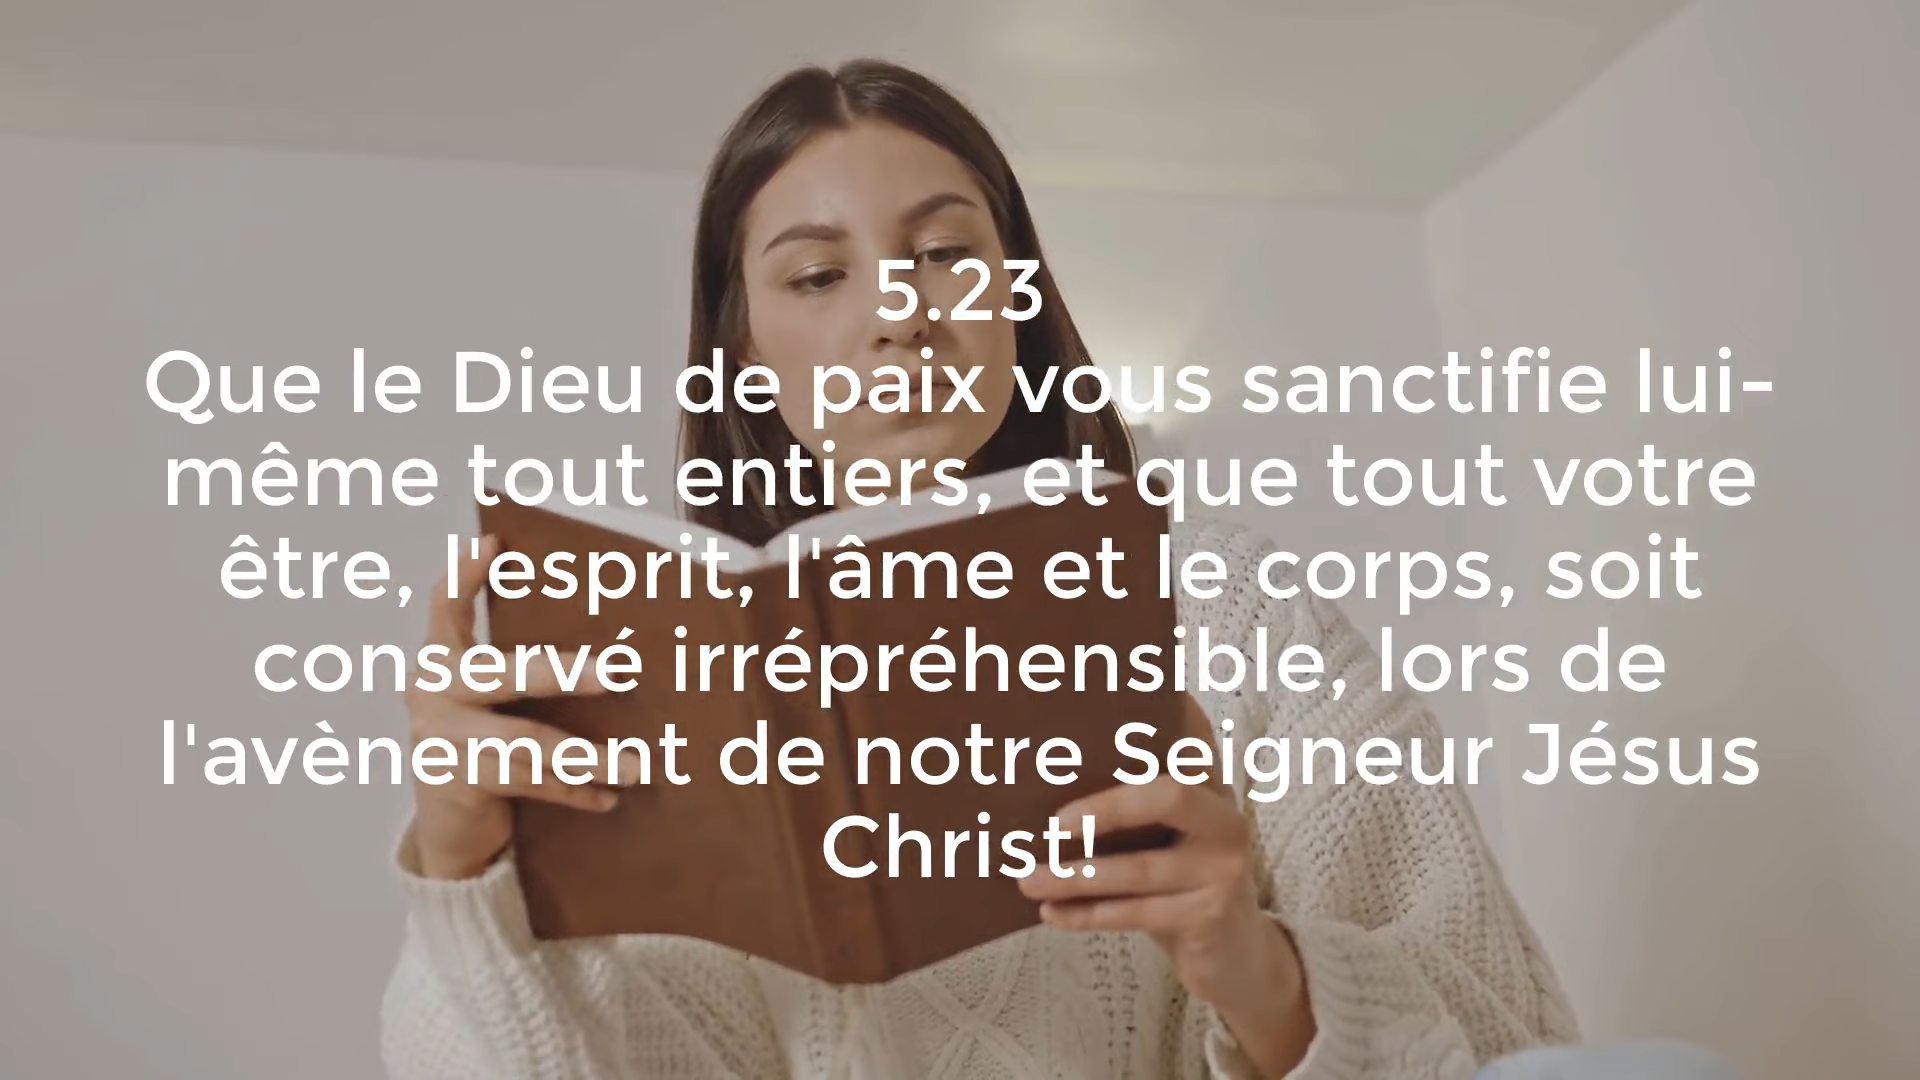 5.23
Que le Dieu de paix vous sanctifie lui-
même tout entiers, et que tout votre
être, l'esprit, l'âme et le corps, soit
conservé irrépréhensible, lors de
l'avènement de notre Seigneur Jésus
Christ!